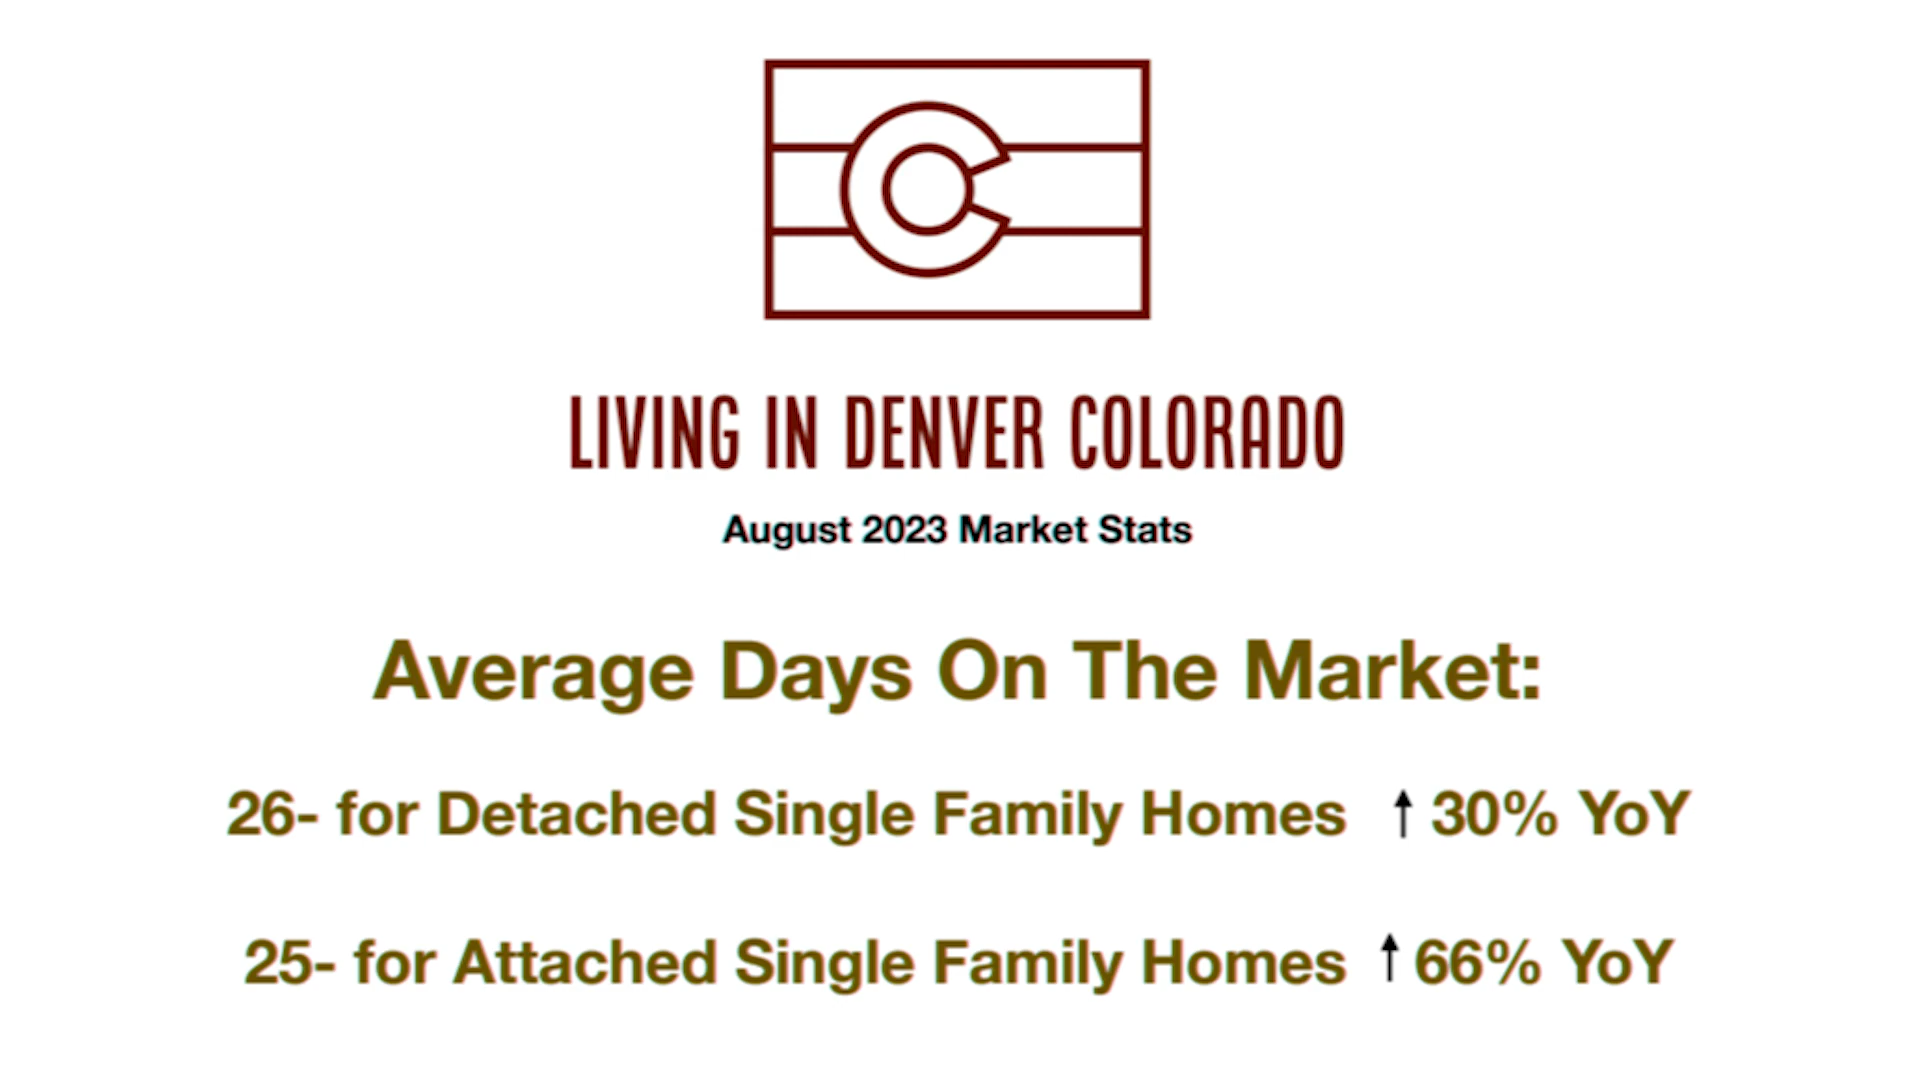 LIVING IN DENVER COLORADO
August 2023 Market Stats
Average Days On The Market:
26- for Detached Single Family Homes ↑ 30% YoY
25- for Attached Single Family Homes ↑ 66% YoY